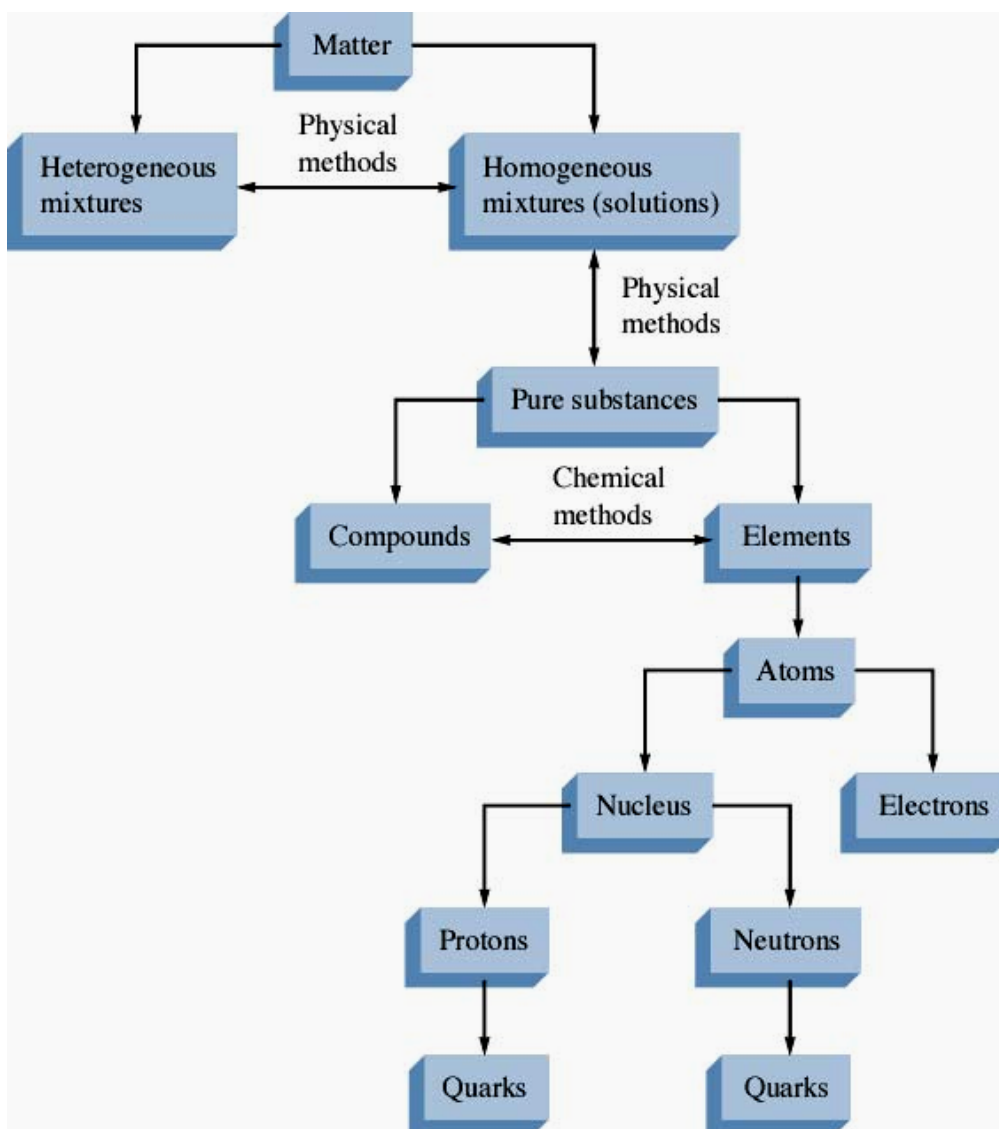 Matter
Physical
methods
Heterogeneous
mixtures
Homogeneous
mixtures (solutions)
Physical
methods
Pure substances
Chemical
methods
Compounds
Elements
Atoms
Nucleus
Electrons
Protons
Neutrons
Quarks
Quarks